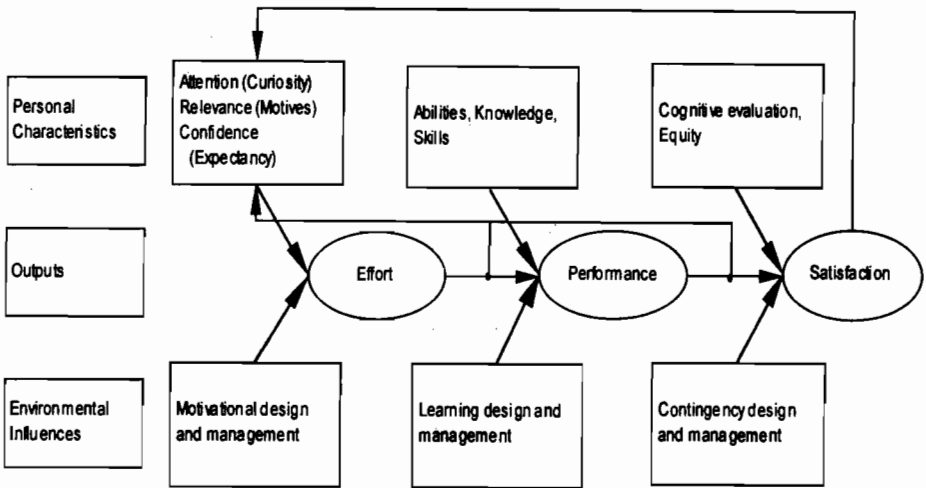 Personal
Characteristics
Attention (Curiosity)
Relevance (Motives)
Confidence
(Expectancy)
Abilities, Knowledge,
Skills
Cognitive evaluation,
Equity
Outputs
Effort
Performance
Satisfaction
Environmental
Influences
Motivational design
and management
Learning design and
management
Contingency design
and management